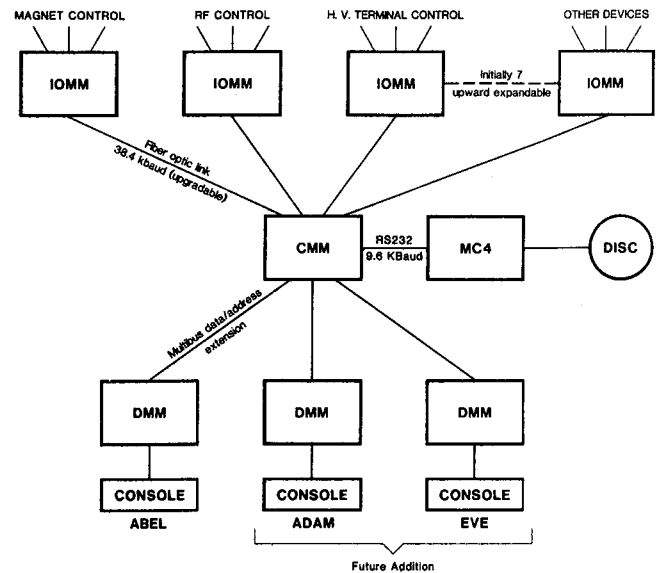 MAGNET CONTROL
RF CONTROL
H. V. TERMINAL CONTROL
OTHER DEVICES
IOMM
IOMM
IOMM
Initially 7
upward expandable
IOMM
Fiber optic link
38.4 kbaud (upgradable)
CMM
RS232
9.6 KBaud
MC4
DISC
Multibus data/address
extension
DMM
DMM
DMM
CONSOLE
CONSOLE
CONSOLE
ABEL
ADAM
EVE
Future Addition